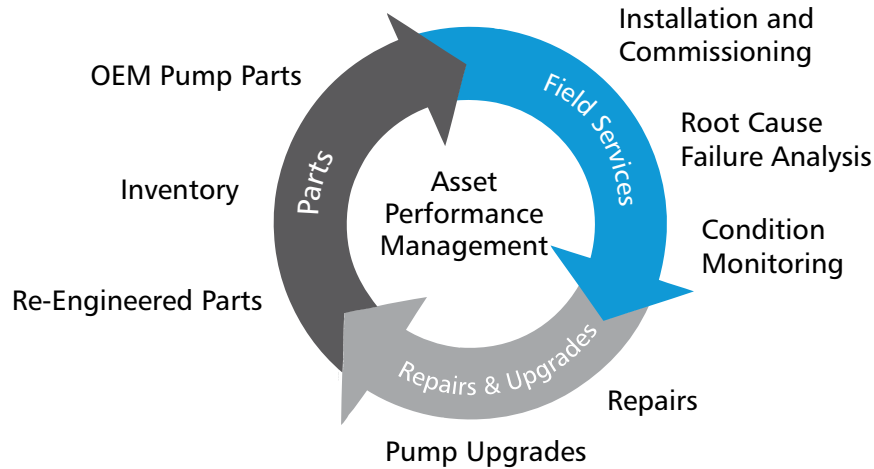 Installation and
Commissioning
OEM Pump Parts
Field Services
Root Cause
Failure Analysis
Parts
Inventory
Asset
Performance
Management
Condition
Monitoring
Re-Engineered Parts
Repairs & Upgrades
Repairs
Pump Upgrades